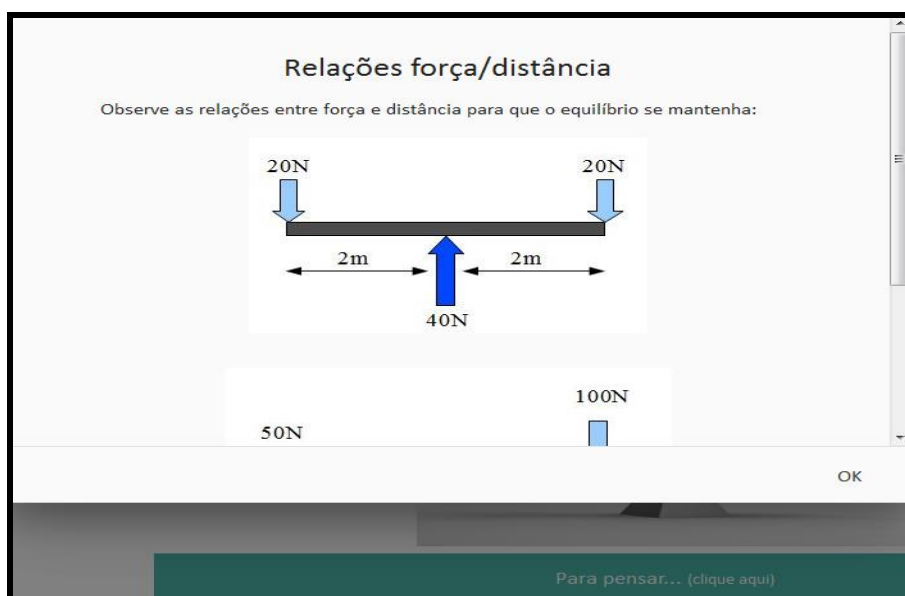 Relações força/distância
Observe as relações entre força e distância para que o equilíbrio se mantenha:
20N 20N
2m 2m
40N
100N
50N
OK
Para pensar... (clique aqui)